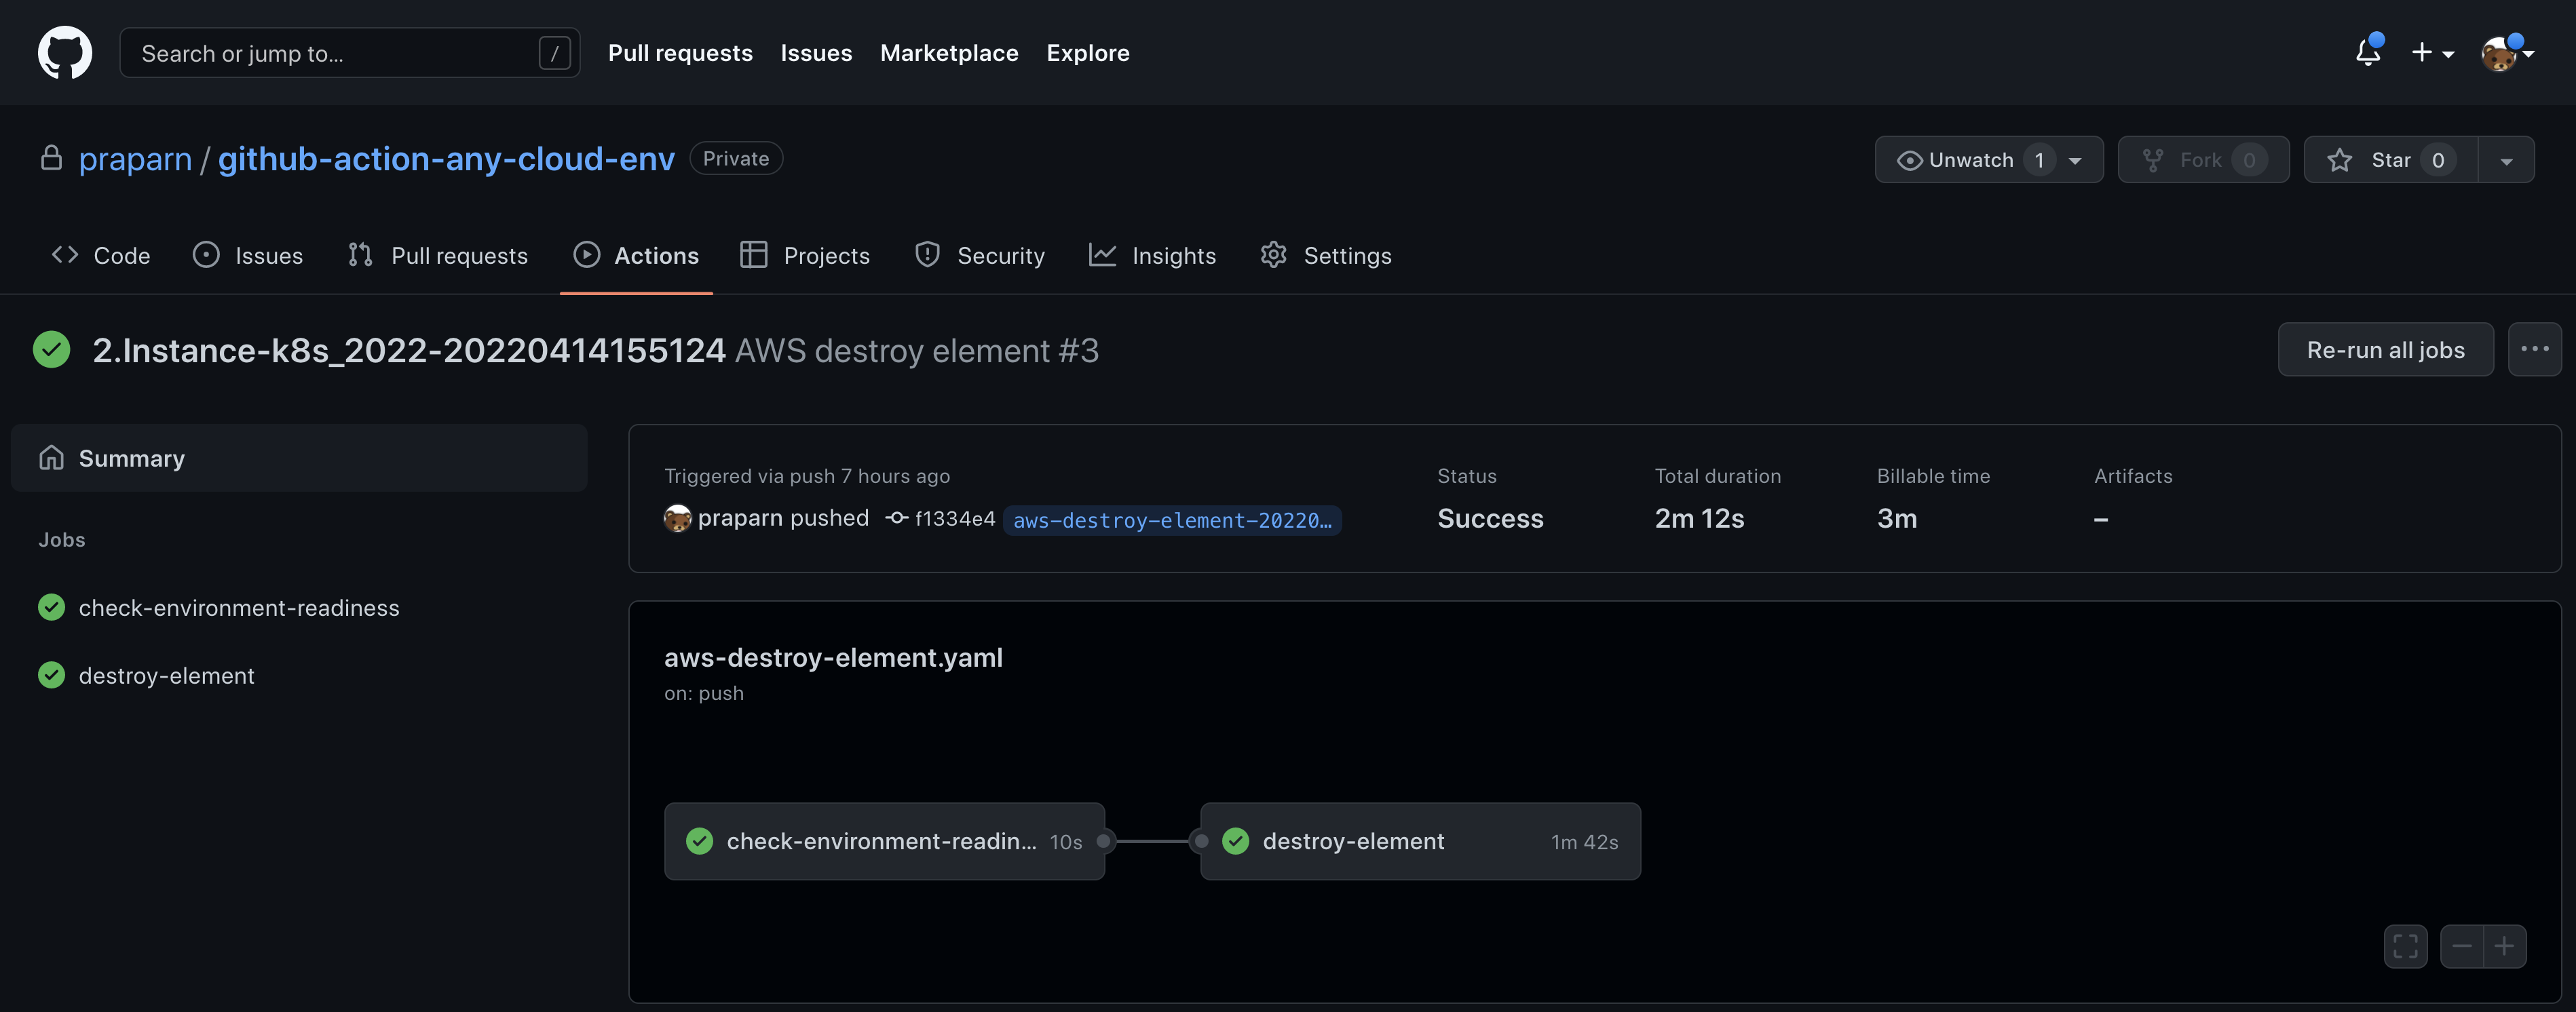 Search or jump to... / Pull requests Issues Marketplace Explore
praparn / github-action-any-cloud-env Private Unwatch 1 Fork 0 Star 0
Code Issues Pull requests Actions Projects Security Insights Settings
2.Instance-k8s_2022-20220414155124 AWS destroy element #3 Re-run all jobs
Summary
Jobs
check-environment-readiness
destroy-element
Triggered via push 7 hours ago
praparn pushed f1334e4 aws-destroy-element-20220…
Status
Success
Total duration
2m 12s
Billable time
3m
Artifacts
–
aws-destroy-element.yaml
on: push
check-environment-readin... 10s
destroy-element 1m 42s